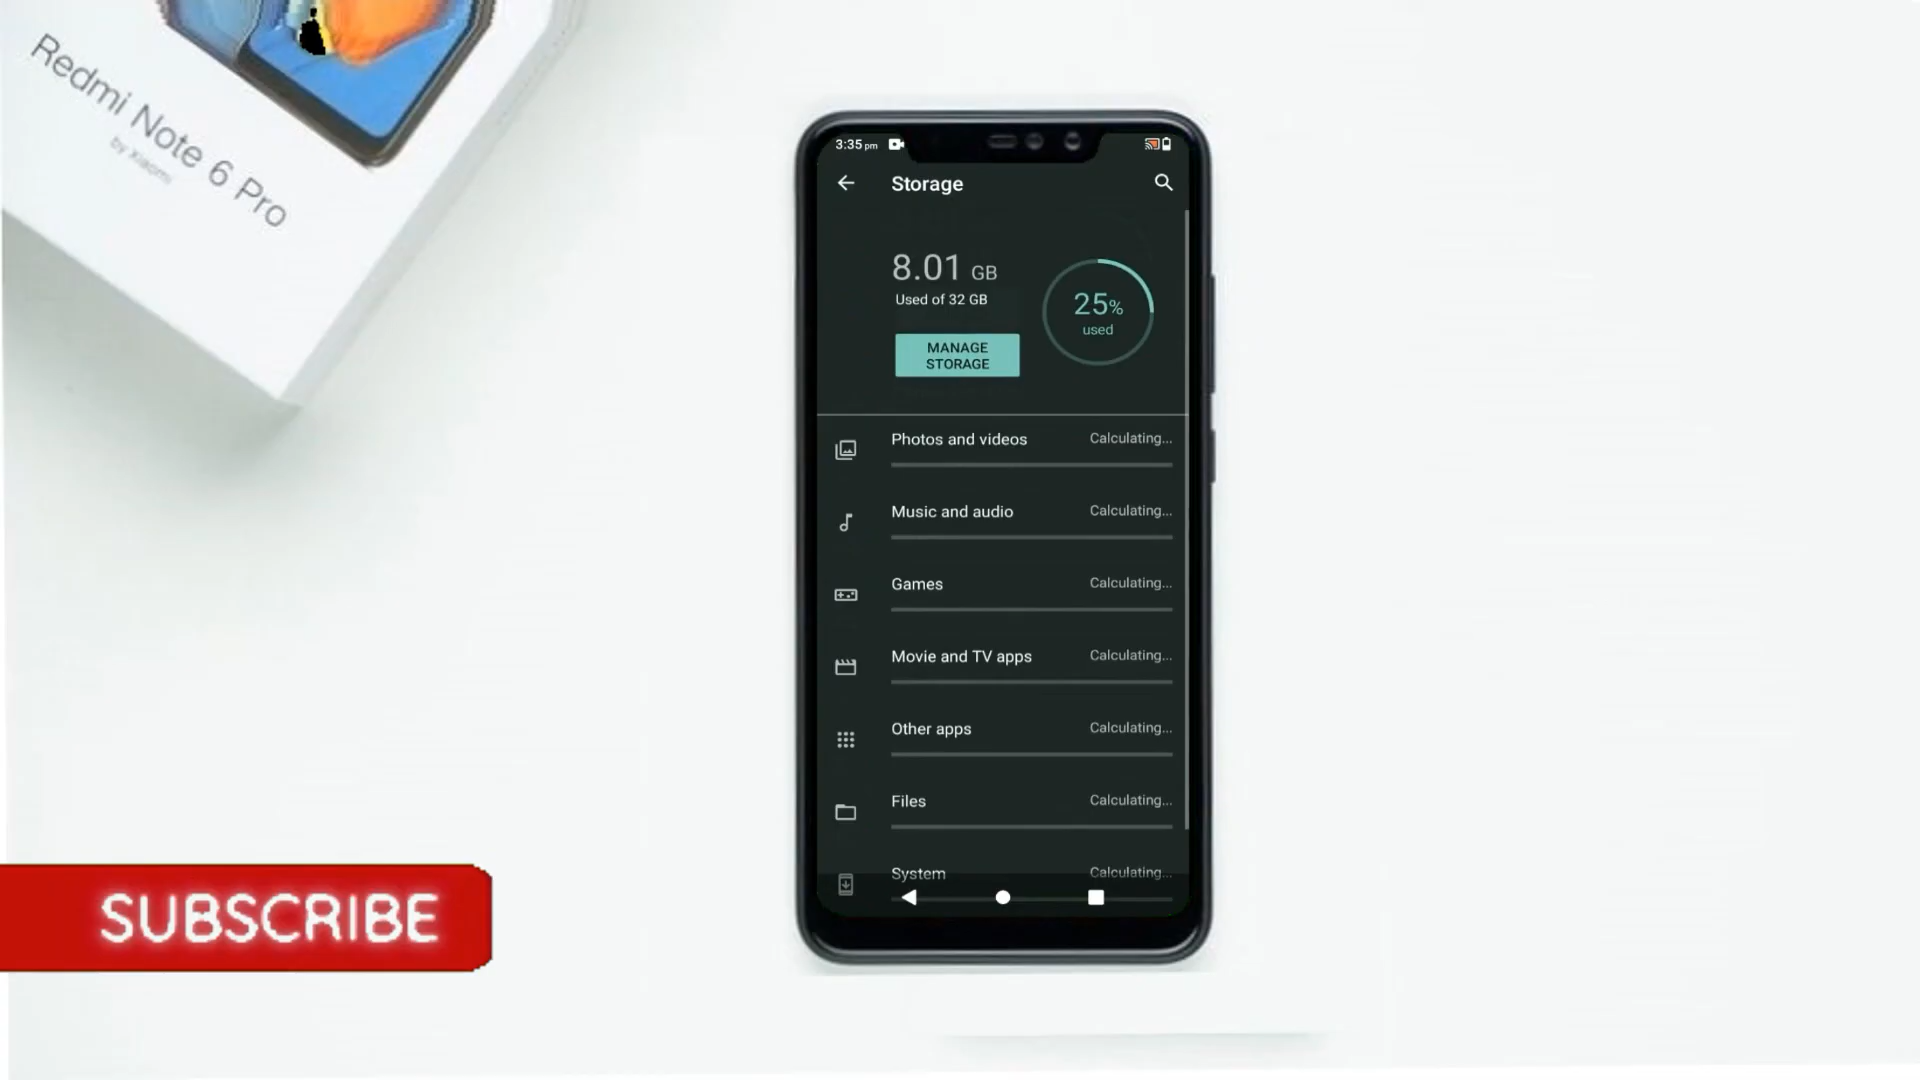 Redmi Note 6 Pro
by Xiaomi
3:35 pm
Storage
8.01 GB
Used of 32 GB
25%
used
MANAGE
STORAGE
Photos and videos Calculating...
Music and audio Calculating...
Games Calculating...
Movie and TV apps Calculating...
Other apps Calculating...
Files Calculating...
System Calculating...
SUBSCRIBE